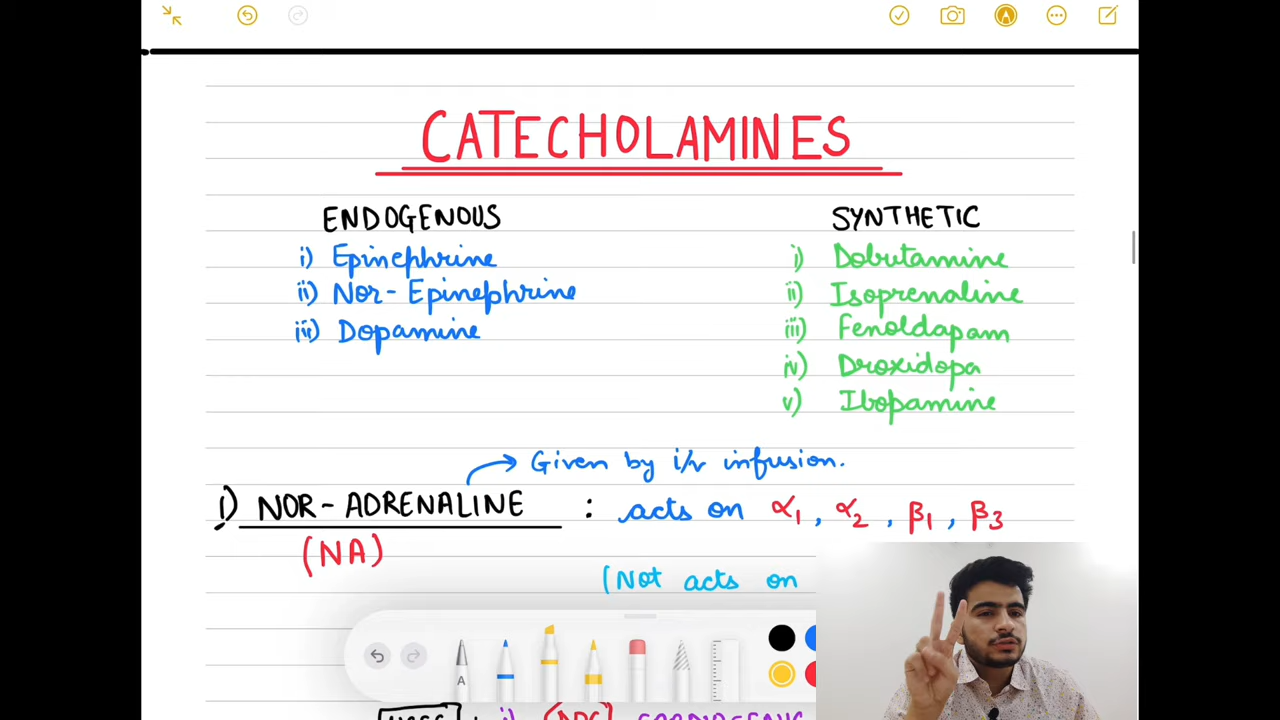 CATECHOLAMINES
ENDOGENOUS
i) Epinephrine
ii) Nor-Epinephrine
iii) Dopamine
SYNTHETIC
i) Dobutamine
ii) Isoprenaline
iii) Fenoldapam
iv) Droxidopa
v) Ibopamine
Given by i/v infusion.
1) NOR-ADRENALINE : acts on α1, α2, β1, β3
(NA)
(Not acts on
A